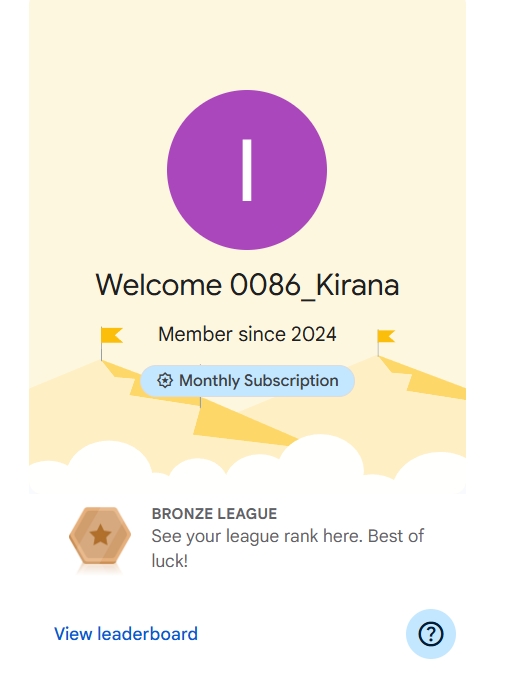 I
Welcome 0086_Kirana
Member since 2024
Monthly Subscription
BRONZE LEAGUE
See your league rank here. Best of
luck!
View leaderboard
?